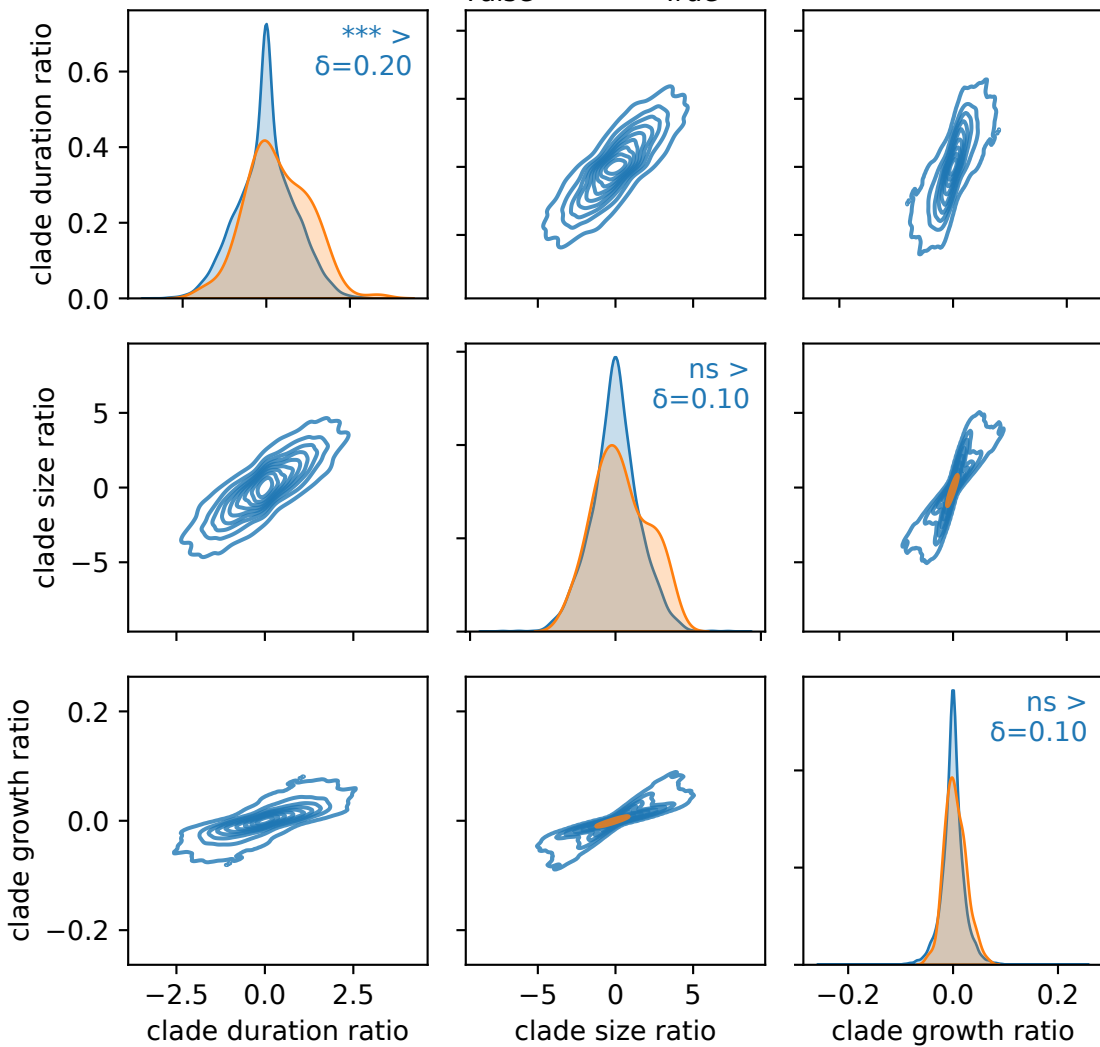 clade duration ratio
0.6
0.4
0.2
0.0
*** >
δ=0.20
clade size ratio
5
0
−5
ns >
δ=0.10
clade growth ratio
0.2
0.0
−0.2
ns >
δ=0.10
−2.5 0.0 2.5
−5 0 5
−0.2 0.0 0.2
clade duration ratio
clade size ratio
clade growth ratio